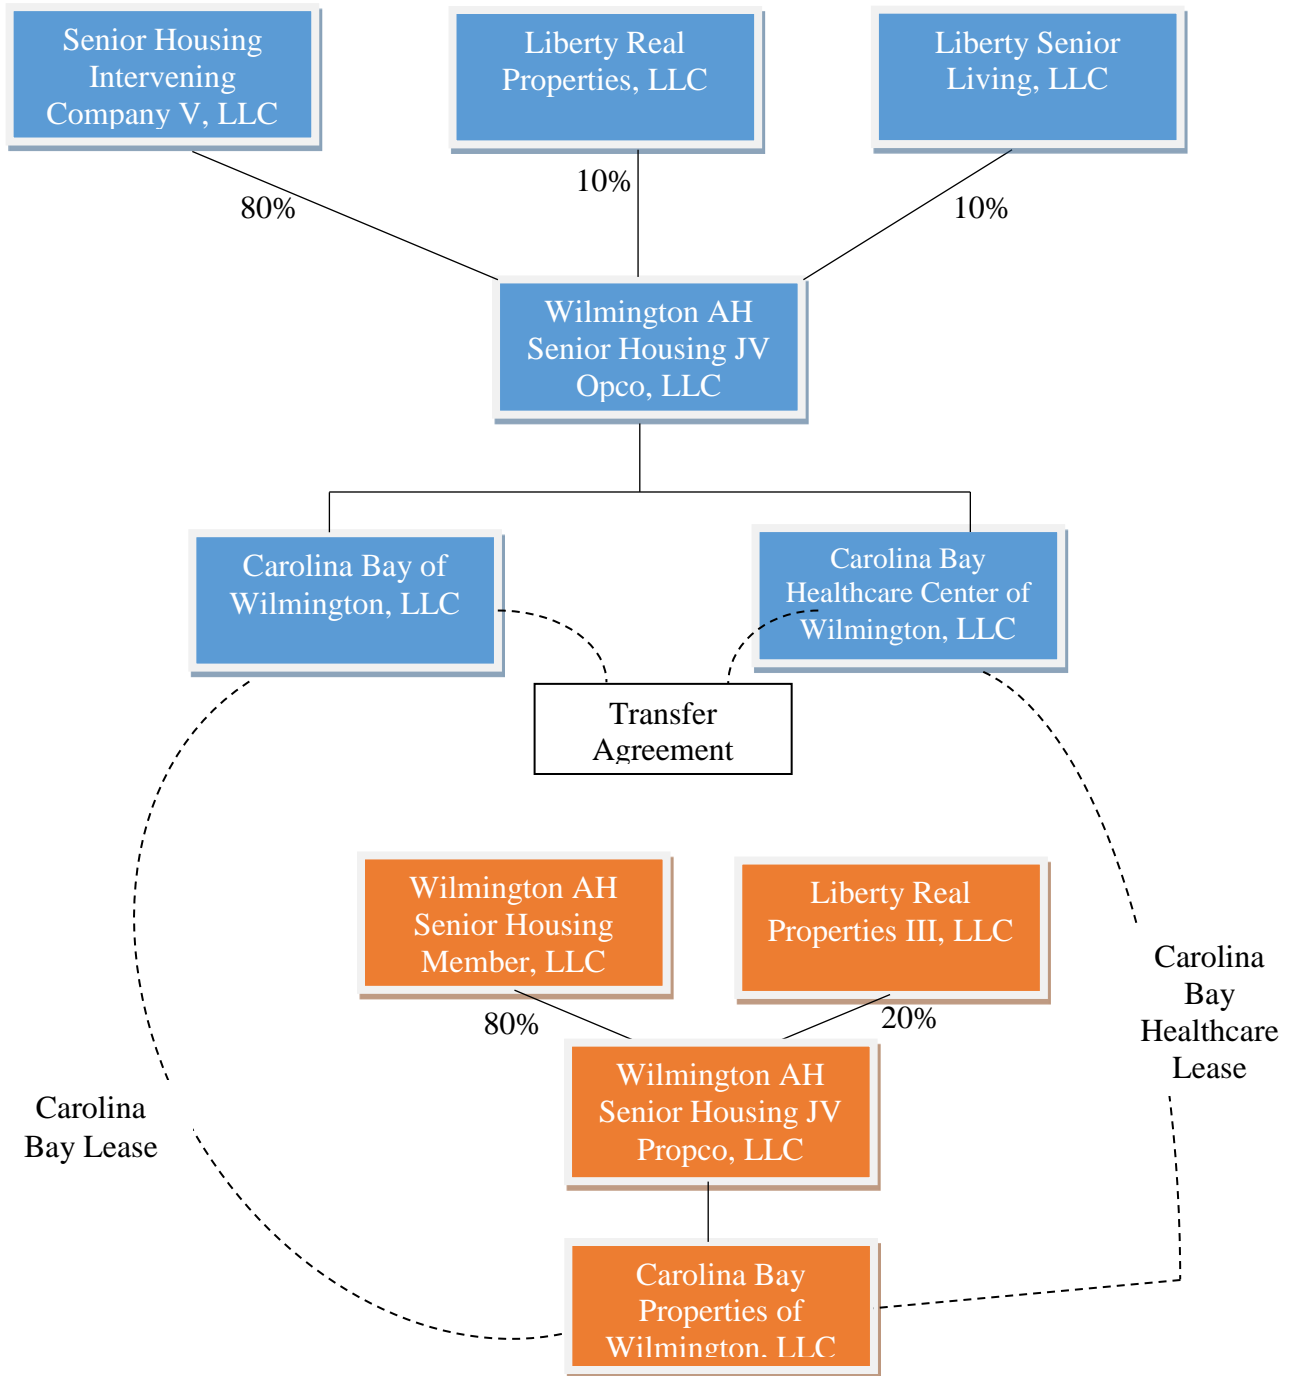 Senior Housing
Intervening
Company V, LLC
Liberty Real
Properties, LLC
Liberty Senior
Living, LLC
80%
10%
10%
Wilmington AH
Senior Housing JV
Opco, LLC
Carolina Bay of
Wilmington, LLC
Carolina Bay
Healthcare Center of
Wilmington, LLC
Transfer
Agreement
Wilmington AH
Senior Housing
Member, LLC
Liberty Real
Properties III, LLC
Carolina
Bay
Healthcare
Lease
80%
20%
Wilmington AH
Senior Housing JV
Propco, LLC
Carolina
Bay Lease
Carolina Bay
Properties of
Wilmington, LLC